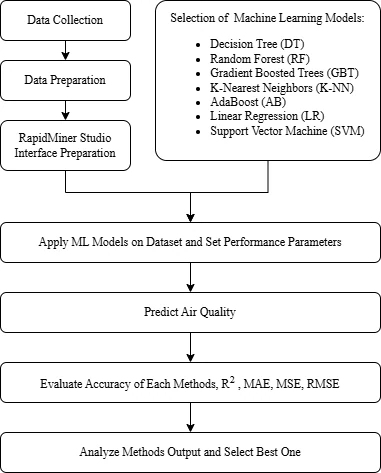 Data Collection
Data Preparation
RapidMiner Studio
Interface Preparation
Selection of Machine Learning Models:
• Decision Tree (DT)
• Random Forest (RF)
• Gradient Boosted Trees (GBT)
• K-Nearest Neighbors (K-NN)
• AdaBoost (AB)
• Linear Regression (LR)
• Support Vector Machine (SVM)
Apply ML Models on Dataset and Set Performance Parameters
Predict Air Quality
Evaluate Accuracy of Each Methods, R², MAE, MSE, RMSE
Analyze Methods Output and Select Best One